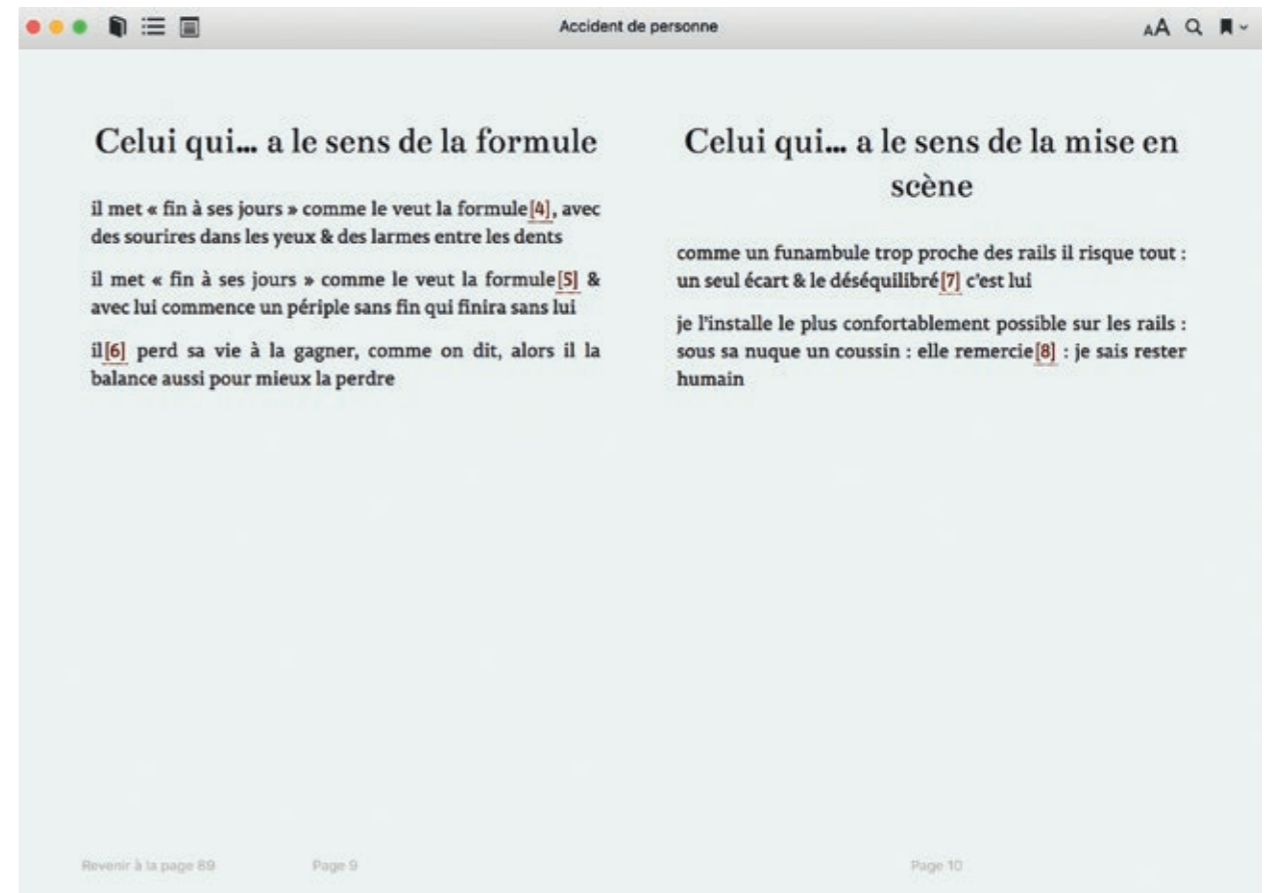 Accident de personne
AA
Celui qui... a le sens de la formule
il met « fin à ses jours » comme le veut la formule[4], avec
des sourires dans les yeux & des larmes entre les dents
il met « fin à ses jours » comme le veut la formule[5] &
avec lui commence un périple sans fin qui finira sans lui
il[6] perd sa vie à la gagner, comme on dit, alors il la
balance aussi pour mieux la perdre
Revenir à la page 89
Page 9
Celui qui... a le sens de la mise en
scène
comme un funambule trop proche des rails il risque tout :
un seul écart & le déséquilibré[7] c'est lui
je l'installe le plus confortablement possible sur les rails :
sous sa nuque un coussin : elle remercie[8] : je sais rester
humain
Page 10